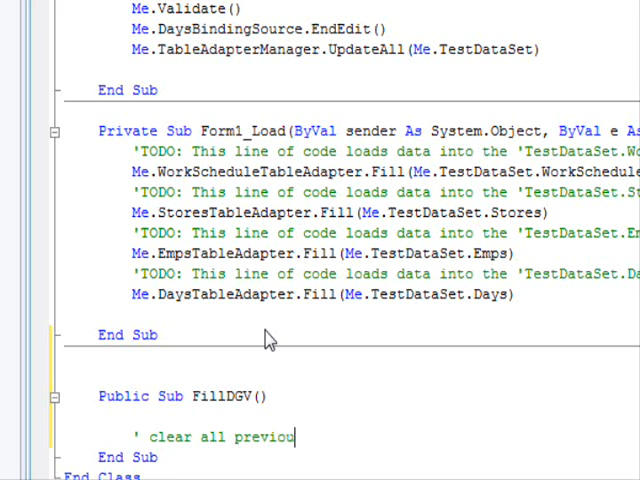 Me.Validate()
Me.DaysBindingSource.EndEdit()
Me.TableAdapterManager.UpdateAll(Me.TestDataSet)
End Sub
Private Sub Form1_Load(ByVal sender As System.Object, ByVal e As
'TODO: This line of code loads data into the 'TestDataSet.Wo
Me.WorkScheduleTableAdapter.Fill(Me.TestDataSet.WorkSchedule
'TODO: This line of code loads data into the 'TestDataSet.St
Me.StoresTableAdapter.Fill(Me.TestDataSet.Stores)
'TODO: This line of code loads data into the 'TestDataSet.Em
Me.EmpsTableAdapter.Fill(Me.TestDataSet.Emps)
'TODO: This line of code loads data into the 'TestDataSet.Da
Me.DaysTableAdapter.Fill(Me.TestDataSet.Days)
End Sub
Public Sub FillDGV()
' clear all previou
End Sub
End Class